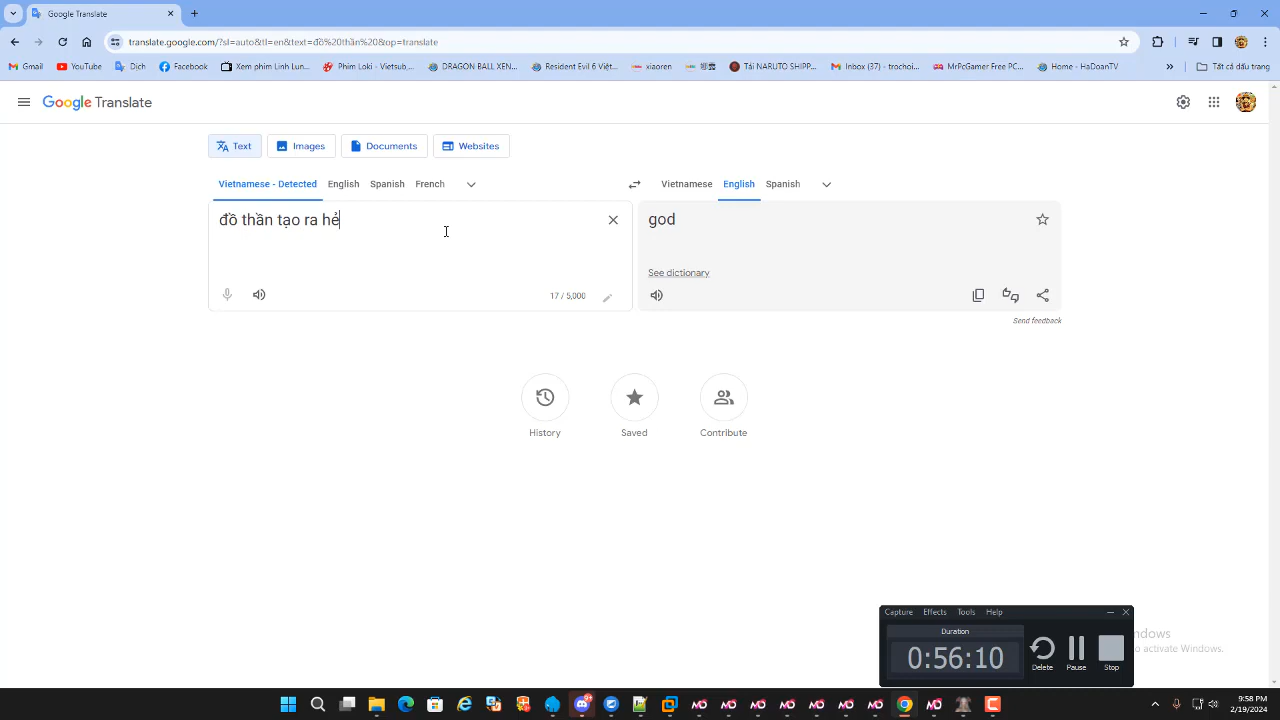 Google Translate
translate.google.com/?sl=auto&tl=en&text=đồ%20thần%20&op=translate
Gmail
YouTube
Dịch
Facebook
Xem phim Linh Lun...
Phim Loki - Vietsub,...
DRAGON BALL XEN...
Resident Evil 6 Việt...
xiaoren
Tải NARUTO SHIPP...
Inbox (37) - trochoi...
MrPcGamer Free PC...
Home - HaDoanTV
»
Tất cả dấu trang
Google Translate
Text
Images
Documents
Websites
Vietnamese - Detected
English
Spanish
French
Vietnamese
English
Spanish
đồ thần tạo ra hẻ
god
See dictionary
17 / 5,000
Send feedback
History
Saved
Contribute
Capture
Effects
Tools
Help
Duration
0:56:10
Delete
Pause
Stop
ndows
o activate Windows.
9:58 PM
2/19/2024